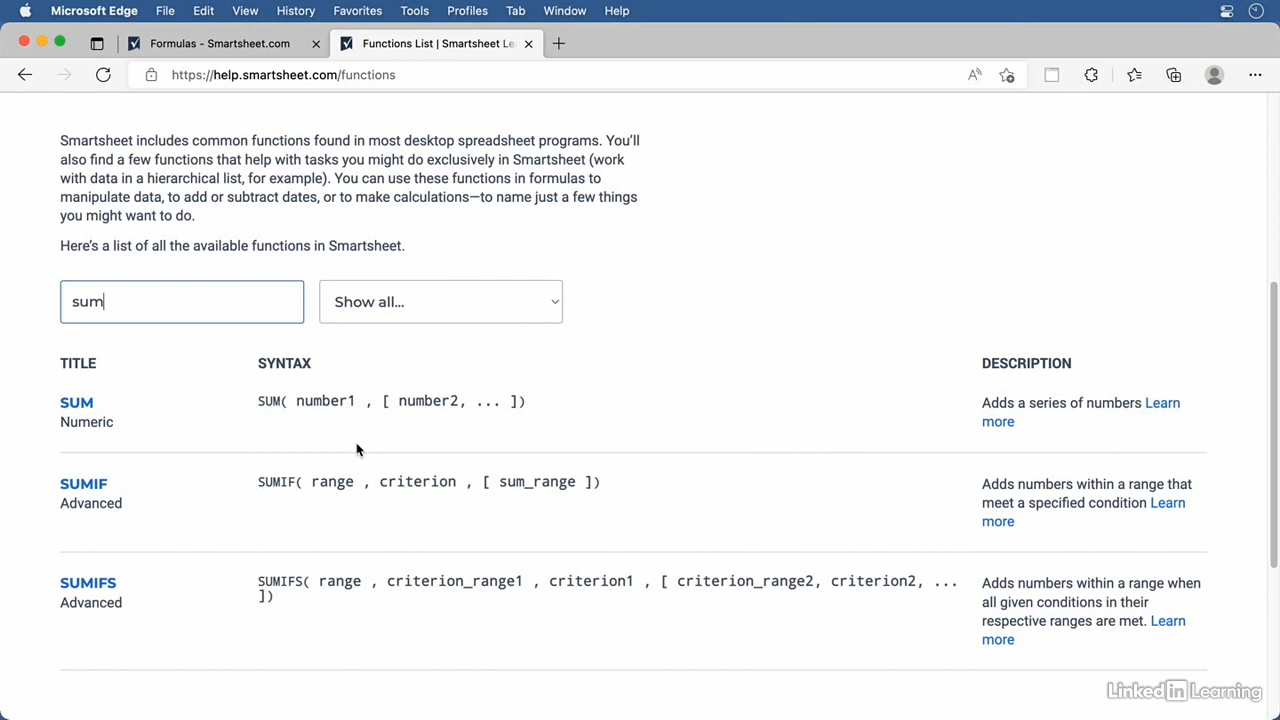 Microsoft Edge File Edit View History Favorites Tools Profiles Tab Window Help
Formulas - Smartsheet.com
Functions List | Smartsheet Le
https://help.smartsheet.com/functions
Smartsheet includes common functions found in most desktop spreadsheet programs. You'll
also find a few functions that help with tasks you might do exclusively in Smartsheet (work
with data in a hierarchical list, for example). You can use these functions in formulas to
manipulate data, to add or subtract dates, or to make calculations—to name just a few things
you might want to do.
Here's a list of all the available functions in Smartsheet.
sum
Show all...
TITLE SYNTAX DESCRIPTION
SUM SUM( number1 , [ number2, ... ]) Adds a series of numbers Learn
Numeric more
SUMIF SUMIF( range , criterion , [ sum_range ]) Adds numbers within a range that
Advanced meet a specified condition Learn
more
SUMIFS SUMIFS( range , criterion_range1 , criterion1 , [ criterion_range2, criterion2, ... Adds numbers within a range when
Advanced ]) all given conditions in their
respective ranges are met. Learn
more
LinkedIn Learning